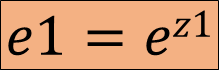 e1 = e^{z1}